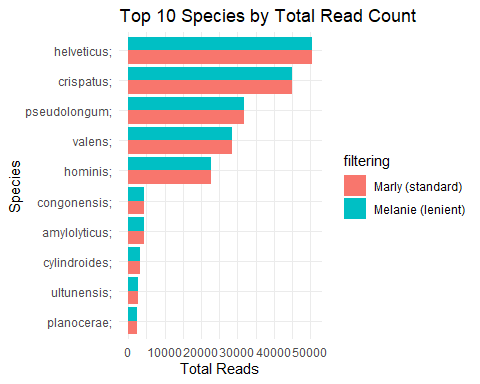 Top 10 Species by Total Read Count
helveticus;
crispatus;
pseudolongum;
valens;
hominis;
congonensis;
amylolyticus;
cylindroides;
ultunensis;
planocerae;
Species
0 10000 20000 30000 40000 50000
Total Reads
filtering
Marly (standard)
Melanie (lenient)